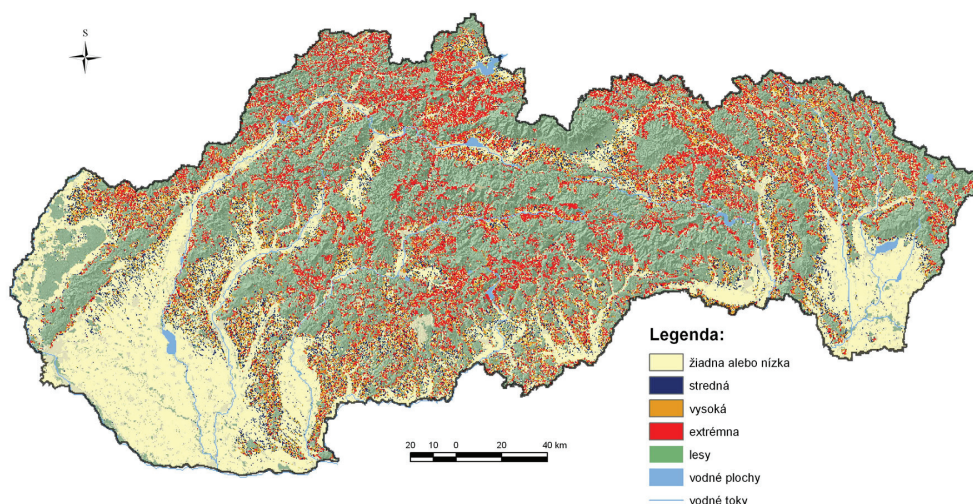 S
Legenda:
žiadna alebo nízka
stredná
vysoká
extrémna
lesy
vodné plochy
vodné toky
20 10 0 20 40 km